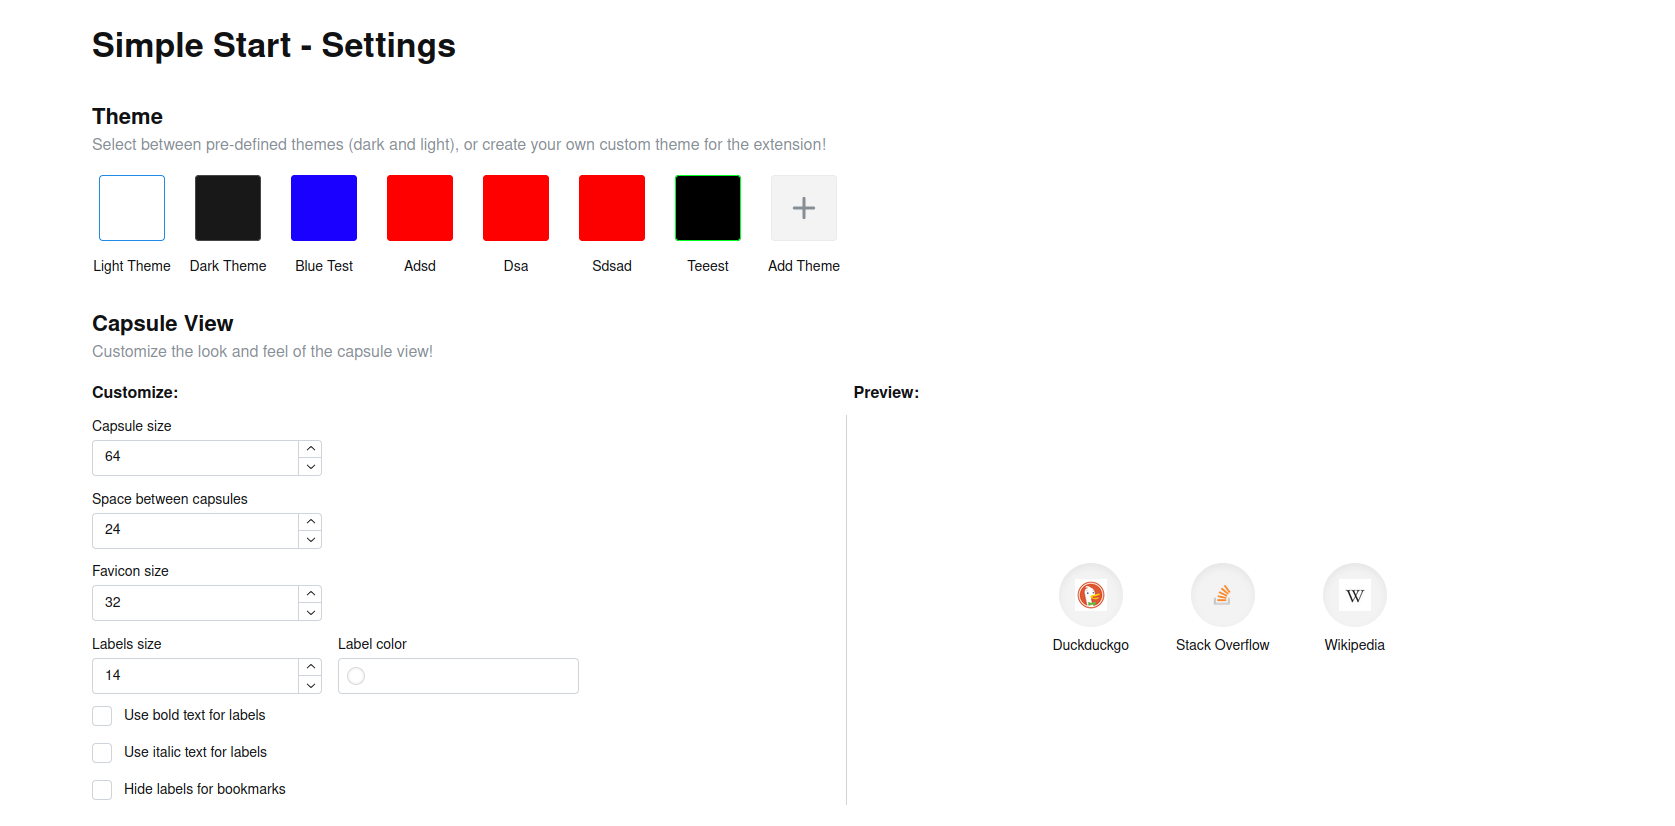 Simple Start - Settings
Theme
Select between pre-defined themes (dark and light), or create your own custom theme for the extension!
Light Theme Dark Theme Blue Test Adsd Dsa Sdsad Teeest Add Theme
Capsule View
Customize the look and feel of the capsule view!
Customize:
Capsule size
64
Space between capsules
24
Favicon size
32
Labels size Label color
14
Use bold text for labels
Use italic text for labels
Hide labels for bookmarks
Preview:
W
Duckduckgo Stack Overflow Wikipedia